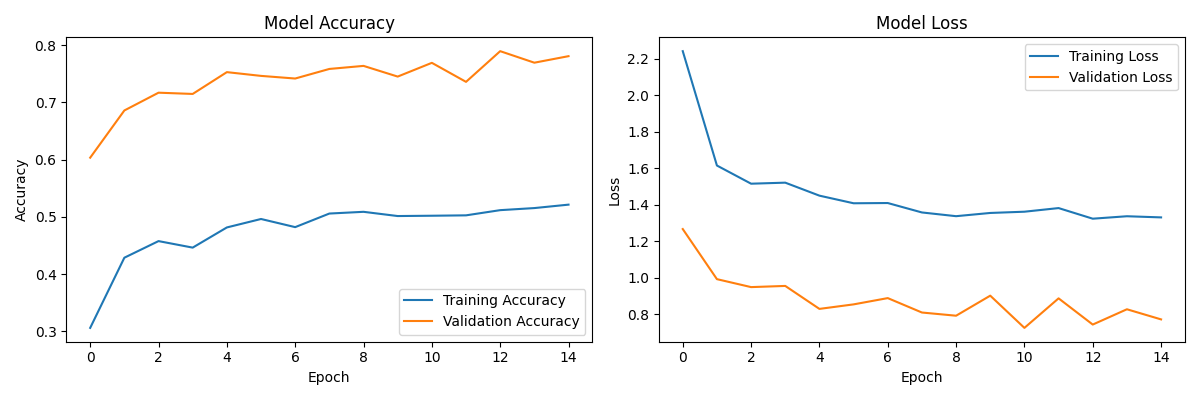 Model Accuracy
Accuracy
0.8
0.7
0.6
0.5
0.4
0.3
Training Accuracy
Validation Accuracy
0 2 4 6 8 10 12 14
Epoch
Model Loss
Loss
2.2
2.0
1.8
1.6
1.4
1.2
1.0
0.8
Training Loss
Validation Loss
0 2 4 6 8 10 12 14
Epoch